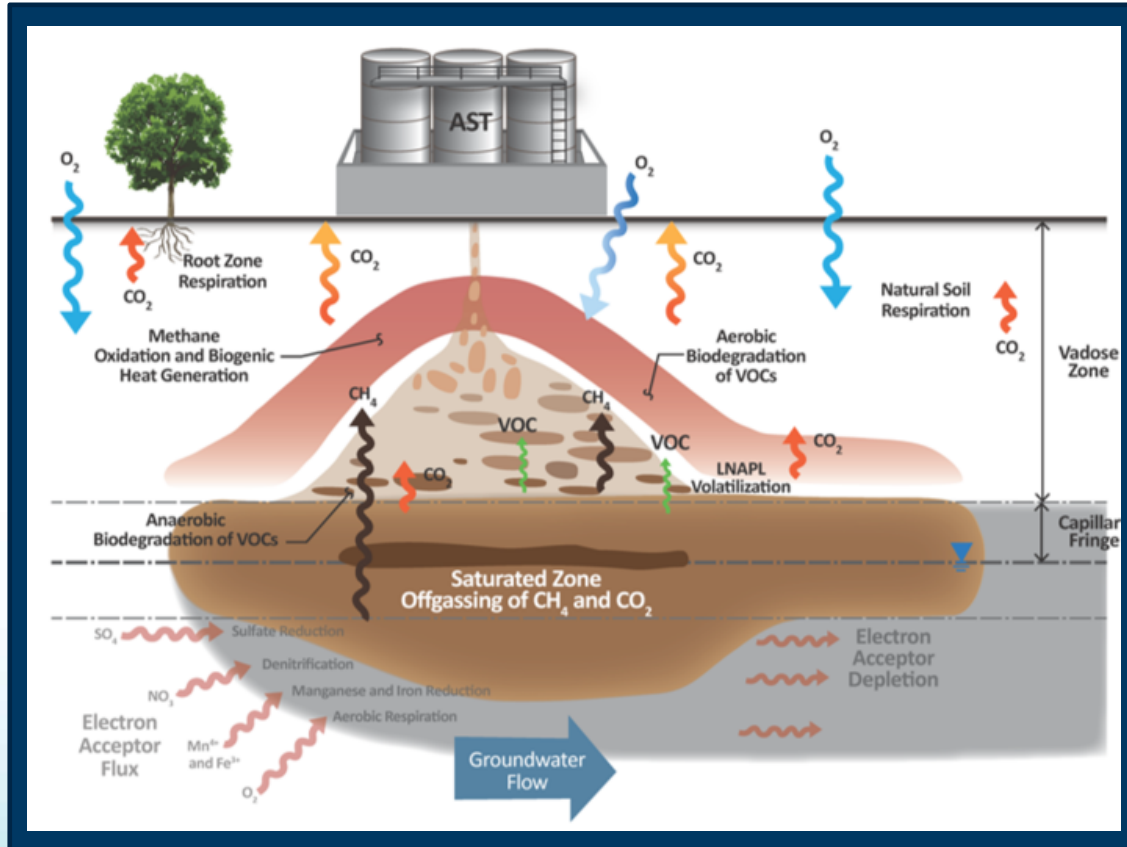 AST
O₂
O₂
O₂
CO₂
Root Zone
Respiration
CO₂
CO₂
Natural Soil
Respiration
CO₂
Vadose
Zone
Methane
Oxidation and Biogenic
Heat Generation
Aerobic
Biodegradation
of VOCs
CH₄
CH₄
VOC
VOC
CO₂
CO₂
LNAPL
Volatilization
Anaerobic
Biodegradation of VOCs
Capillary
Fringe
Saturated Zone
Offgassing of CH₄ and CO₂
SO₄
Sulfate Reduction
Denitrification
NO₃
Manganese and Iron Reduction
Aerobic Respiration
Electron
Acceptor
Flux
Mn⁴⁺
and Fe³⁺
O₂
Electron
Acceptor
Depletion
Groundwater
Flow